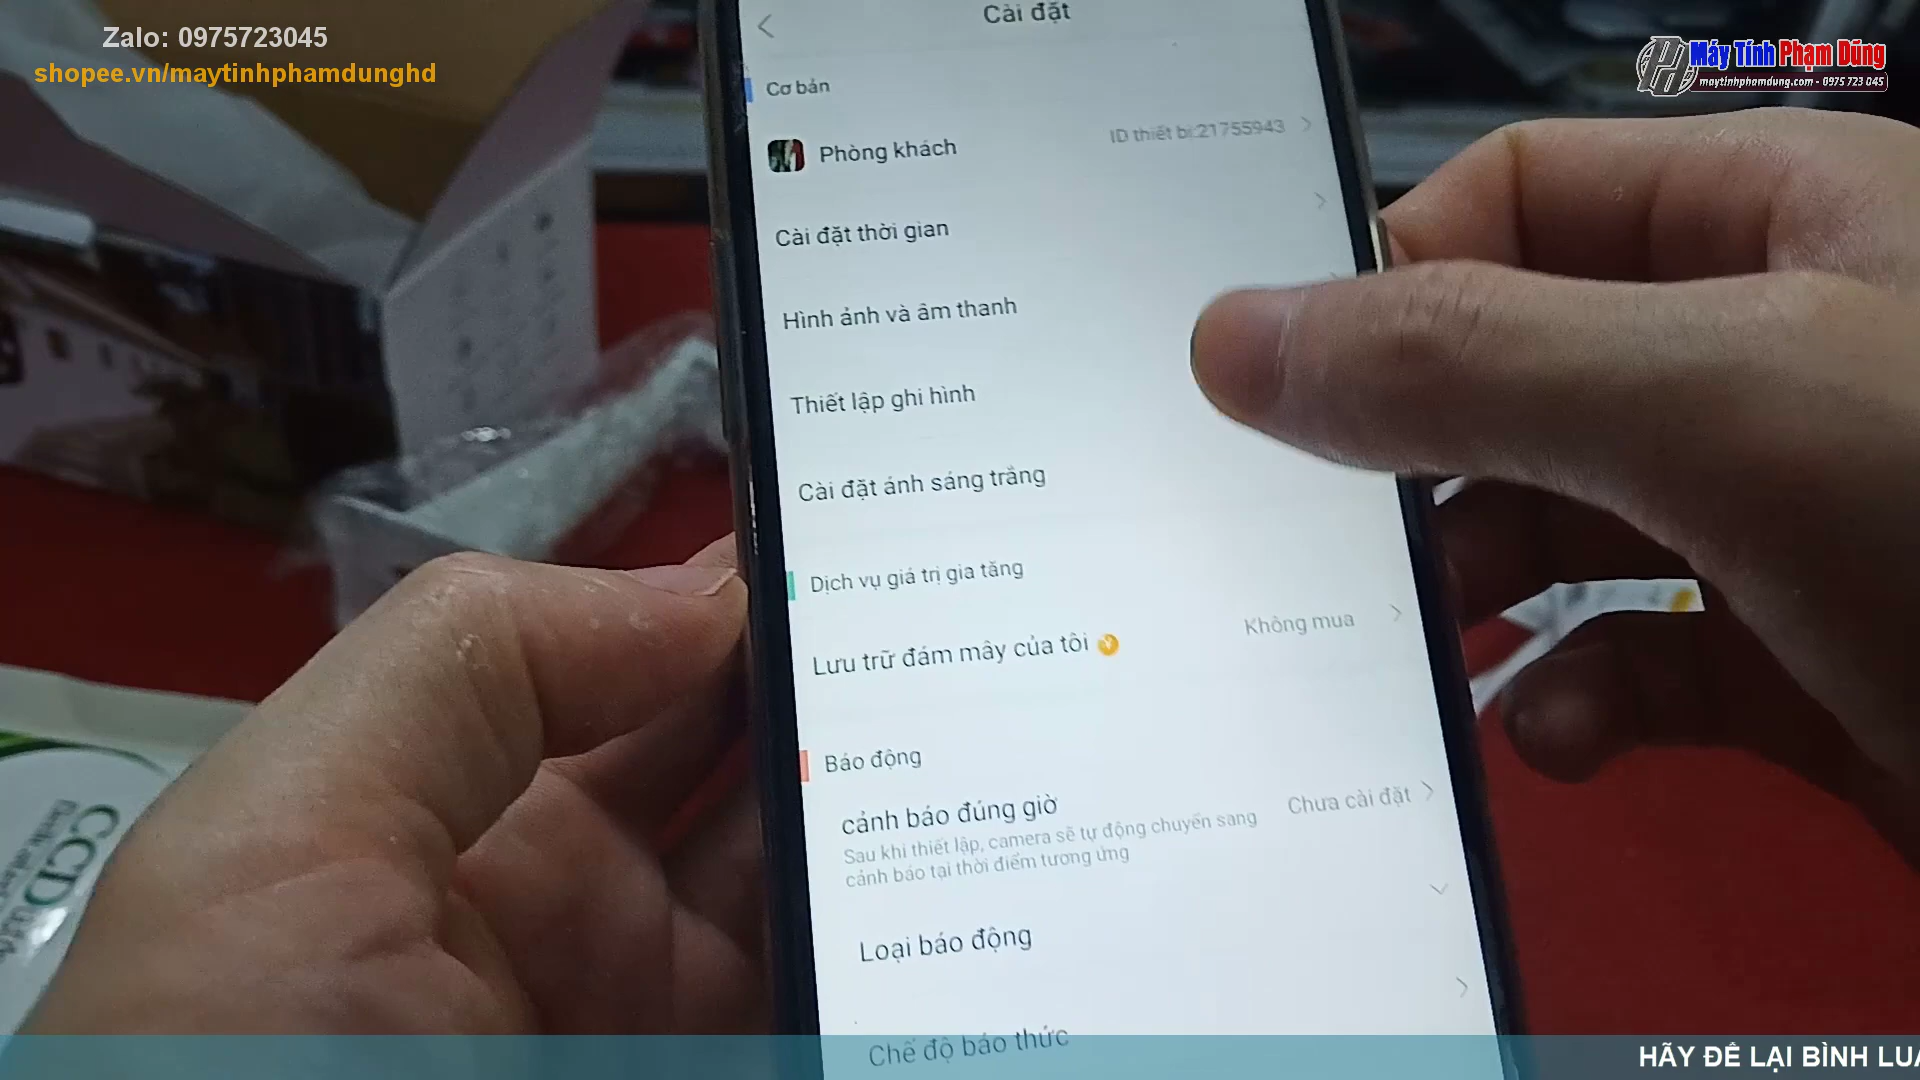 Zalo: 0975723045
shopee.vn/maytinhphamdunghd
Máy Tính Phạm Dũng
maytinhphamdung.com - 0975 723 045
Cài đặt
Cơ bản
Phòng khách
ID thiết bị:21755943
Cài đặt thời gian
Hình ảnh và âm thanh
Thiết lập ghi hình
Cài đặt ánh sáng trắng
Dịch vụ giá trị gia tăng
Lưu trữ đám mây của tôi
Không mua
Báo động
cảnh báo đúng giờ
Chưa cài đặt
Sau khi thiết lập, camera sẽ tự động chuyển sang
cảnh báo tại thời điểm tương ứng
Loại báo động
Chế độ báo thức
CCD
HÃY ĐỂ LẠI BÌNH LUẬ